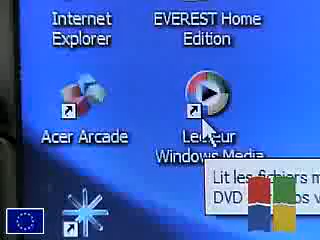 Internet
Explorer
EVEREST Home
Edition
Acer Arcade
Lecteur
Windows Media
Lit les fichiers m
DVD